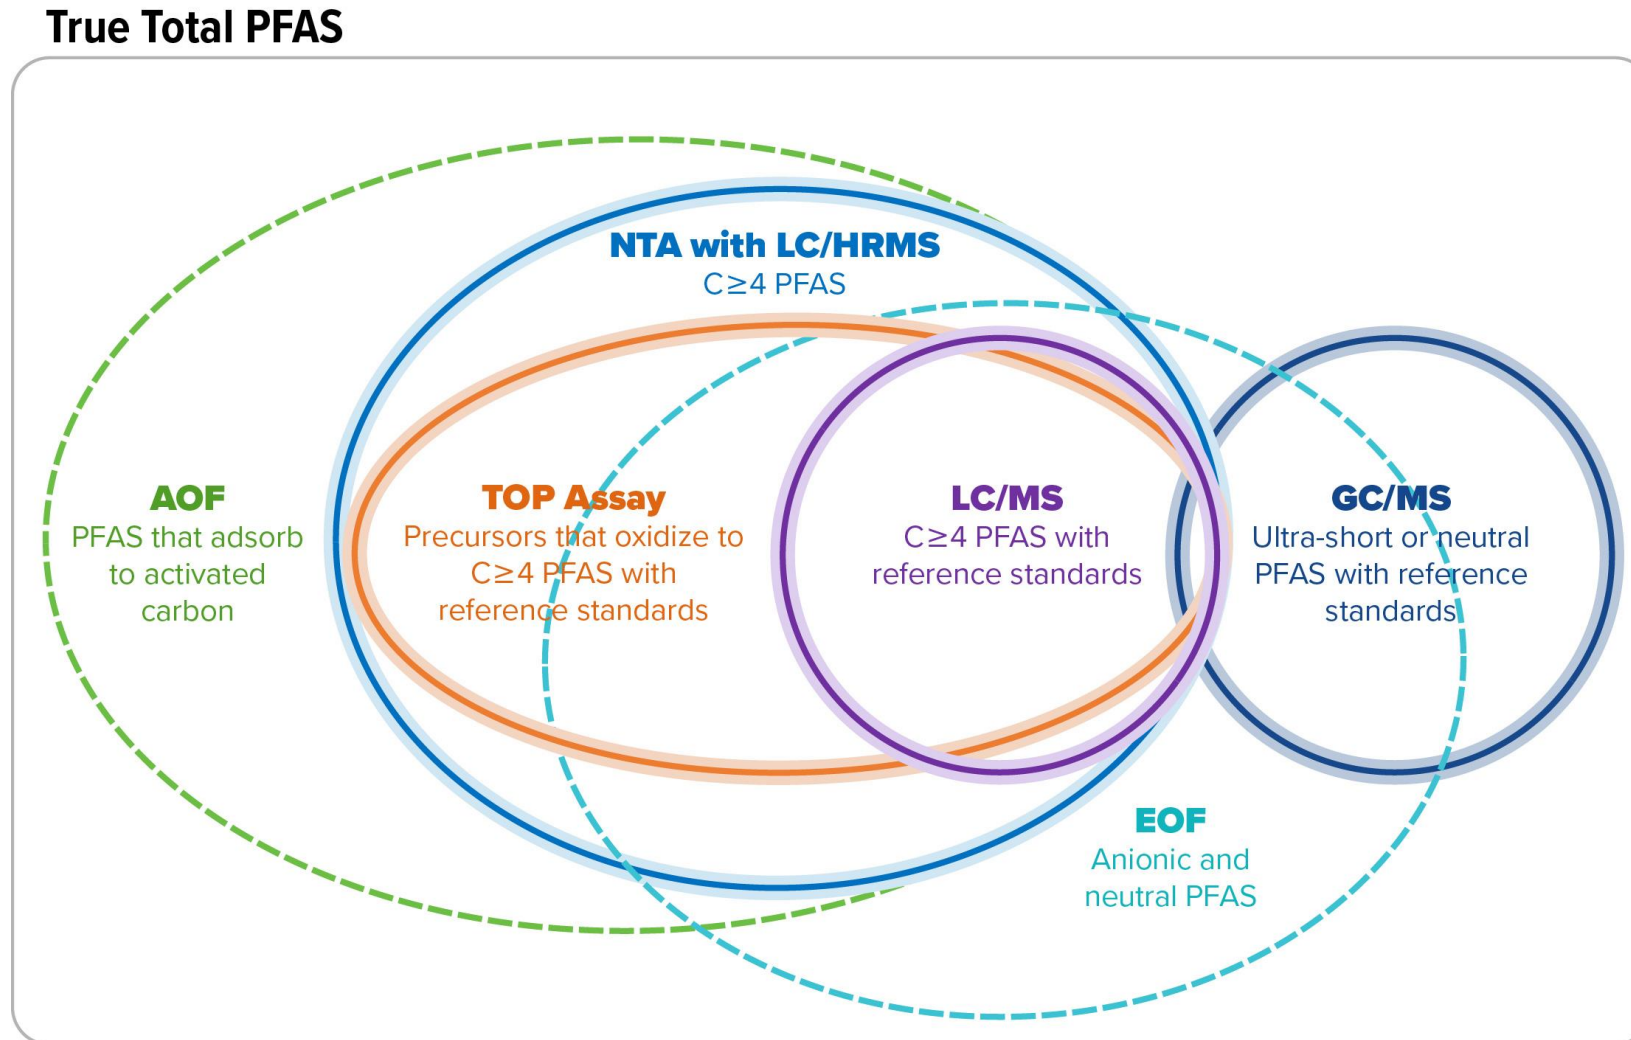 True Total PFAS
NTA with LC/HRMS
C≥4 PFAS
AOF
PFAS that adsorb
to activated
carbon
TOP Assay
Precursors that oxidize to
C≥4 PFAS with
reference standards
LC/MS
C≥4 PFAS with
reference standards
GC/MS
Ultra-short or neutral
PFAS with reference
standards
EOF
Anionic and
neutral PFAS